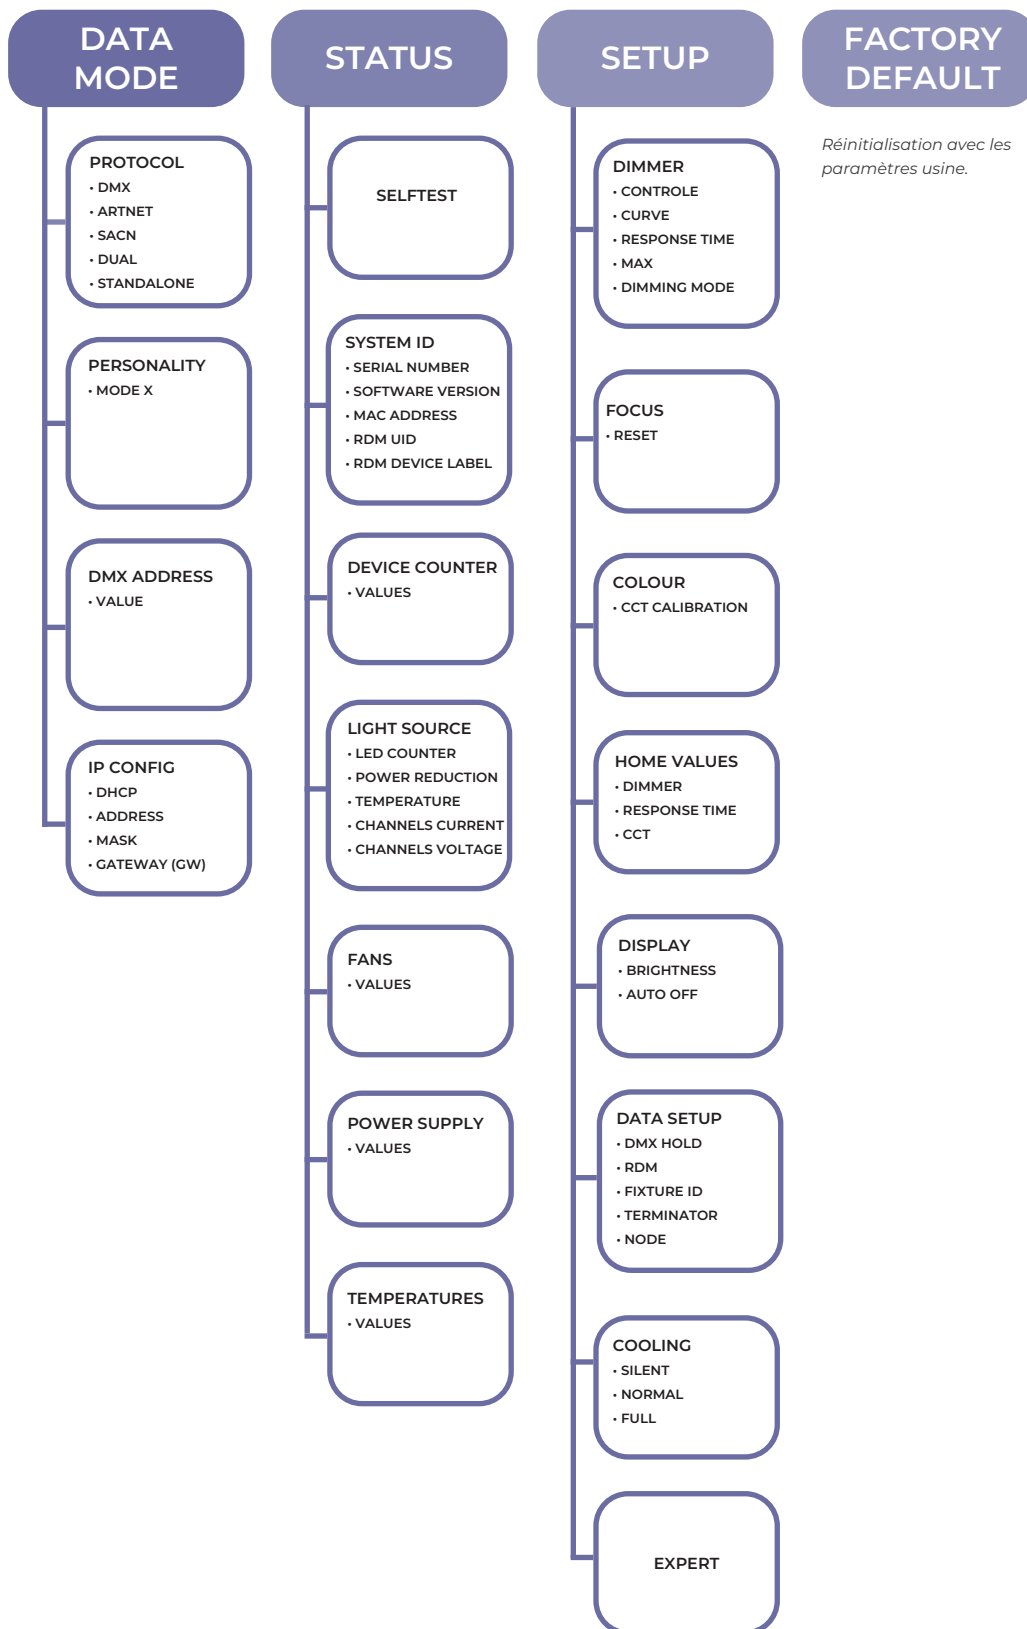 DATA
MODE
PROTOCOL
• DMX
• ARTNET
• SACN
• DUAL
• STANDALONE
PERSONALITY
• MODE X
DMX ADDRESS
• VALUE
IP CONFIG
• DHCP
• ADDRESS
• MASK
• GATEWAY (GW)
STATUS
SELFTEST
SYSTEM ID
• SERIAL NUMBER
• SOFTWARE VERSION
• MAC ADDRESS
• RDM UID
• RDM DEVICE LABEL
DEVICE COUNTER
• VALUES
LIGHT SOURCE
• LED COUNTER
• POWER REDUCTION
• TEMPERATURE
• CHANNELS CURRENT
• CHANNELS VOLTAGE
FANS
• VALUES
POWER SUPPLY
• VALUES
TEMPERATURES
• VALUES
SETUP
DIMMER
• CONTROLE
• CURVE
• RESPONSE TIME
• MAX
• DIMMING MODE
FOCUS
• RESET
COLOUR
• CCT CALIBRATION
HOME VALUES
• DIMMER
• RESPONSE TIME
• CCT
DISPLAY
• BRIGHTNESS
• AUTO OFF
DATA SETUP
• DMX HOLD
• RDM
• FIXTURE ID
• TERMINATOR
• NODE
COOLING
• SILENT
• NORMAL
• FULL
EXPERT
FACTORY
DEFAULT
Réinitialisation avec les
paramètres usine.